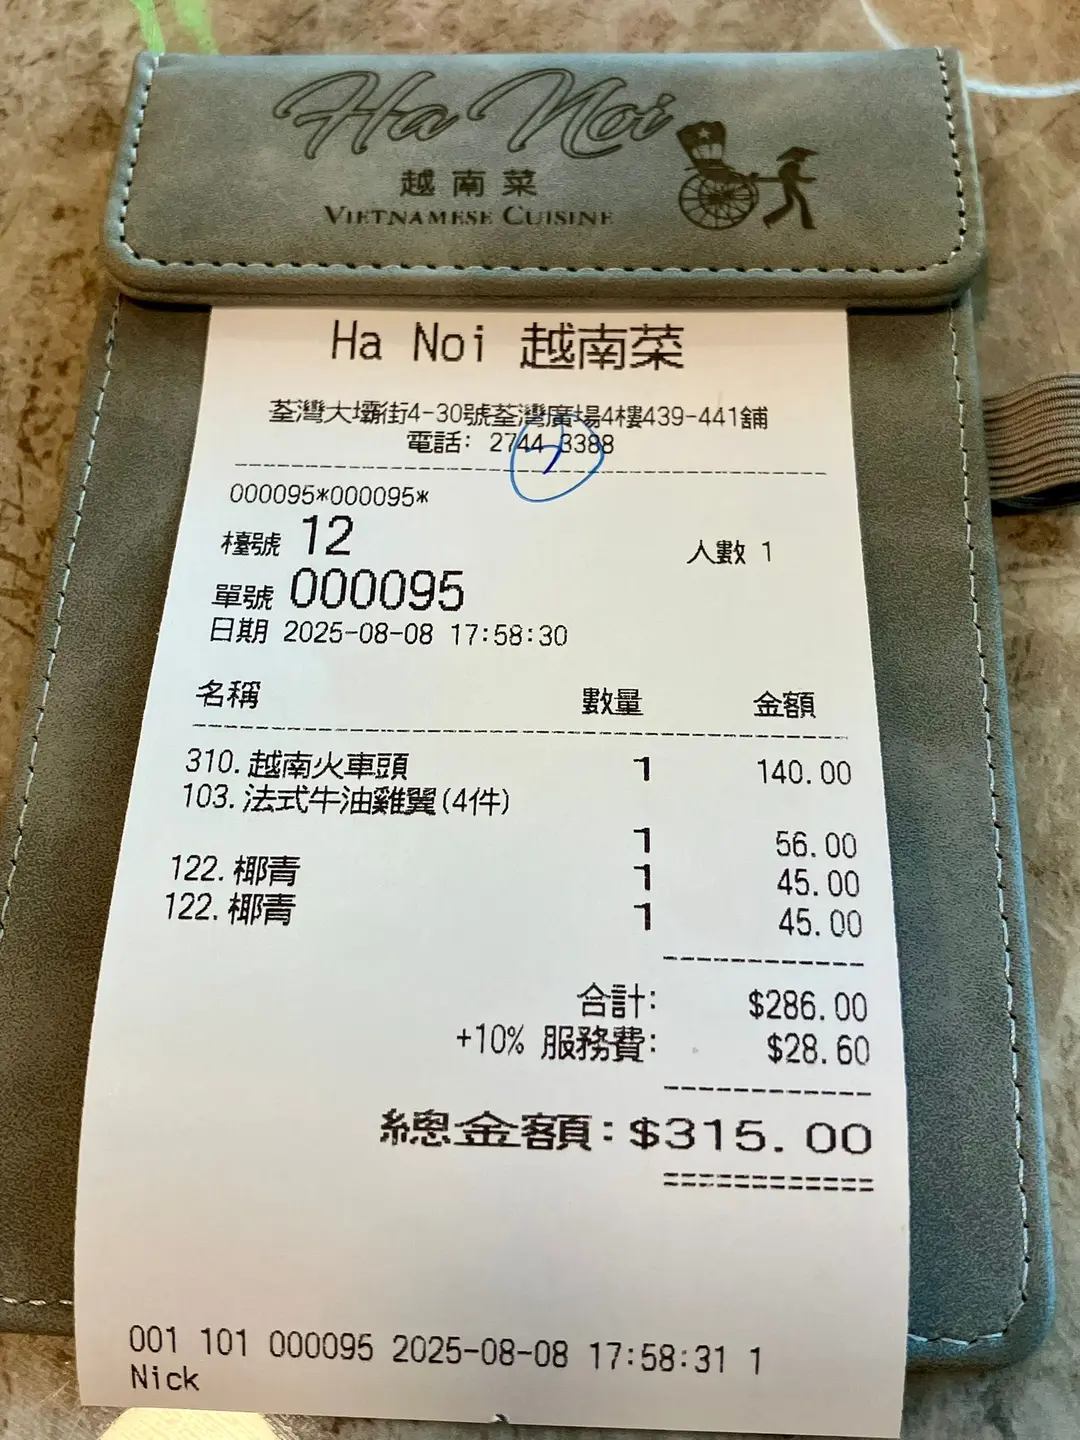 Ha Noi
越南菜
VIETNAMESE CUISINE
Ha Noi 越南菜
荃灣大壩街4-30號荃灣廣場4樓439-441舖
電話: 2744 3388
000095*000095*
檯號 12 人數 1
單號 000095
日期 2025-08-08 17:58:30
名稱 數量 金額
310.越南火車頭 1 140.00
103.法式牛油雞翼(4件)
1 56.00
122.椰青 1 45.00
122.椰青 1 45.00
合計: $286.00
+10% 服務費: $28.60
總金額:$315.00
001 101 000095 2025-08-08 17:58:31 1
Nick